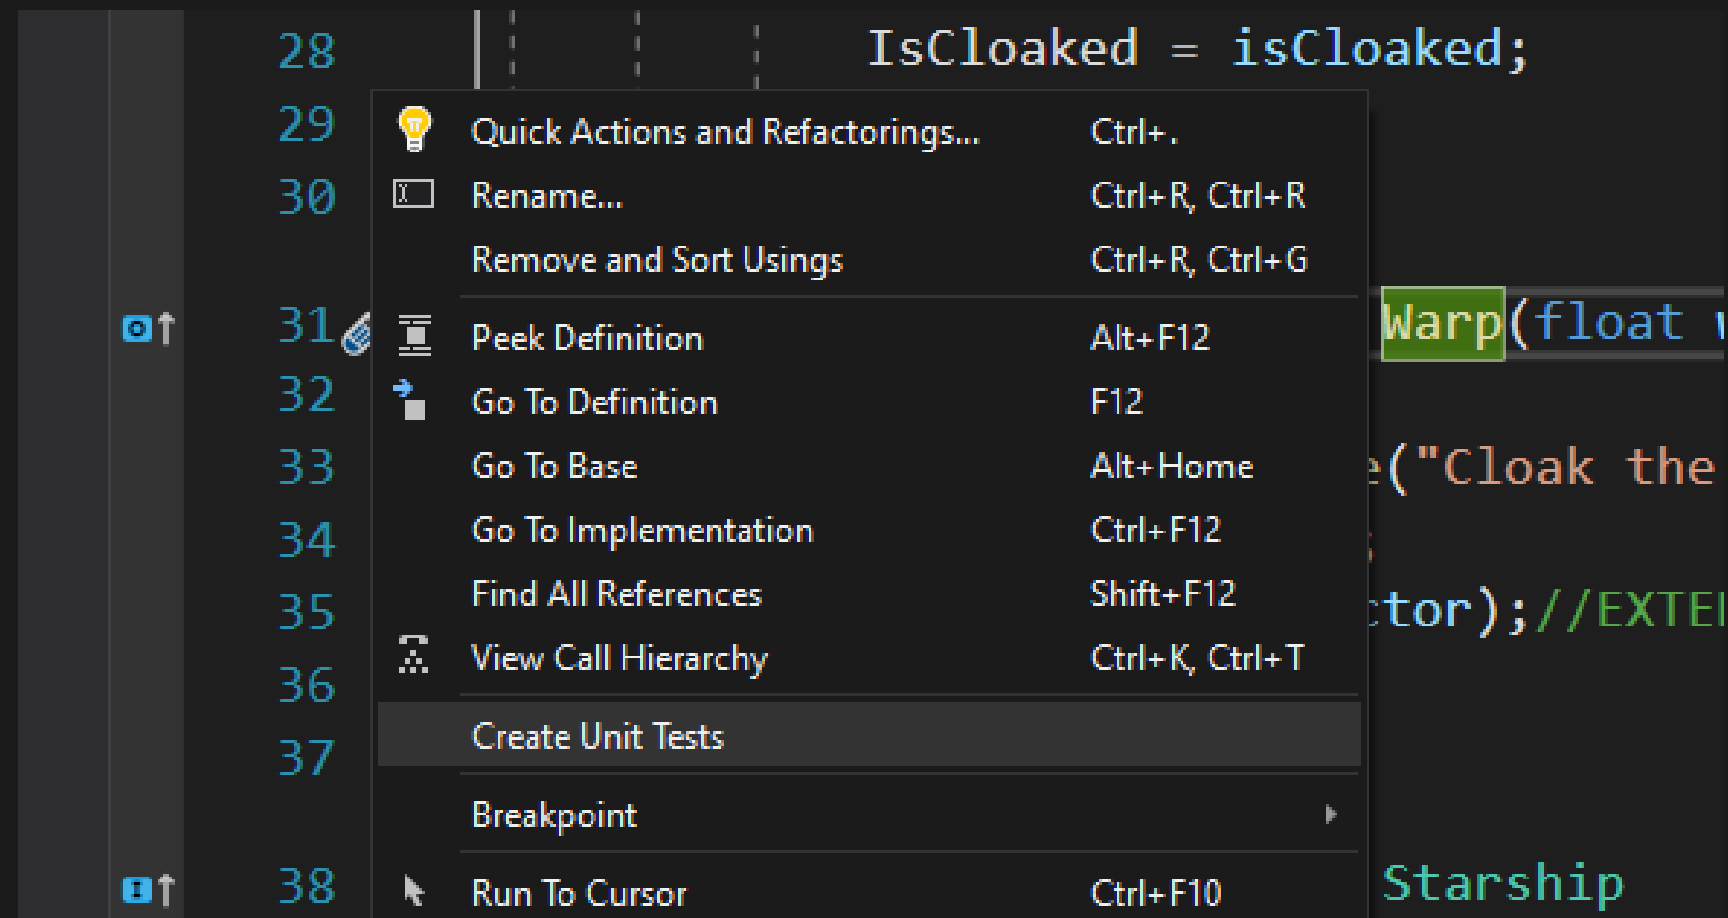 28 IsCloaked = isCloaked;
29 Quick Actions and Refactorings... Ctrl+.
30 Rename... Ctrl+R, Ctrl+R
Remove and Sort Usings Ctrl+R, Ctrl+G
31 Peek Definition Alt+F12 Warp(float
32 Go To Definition F12
33 Go To Base Alt+Home ("Cloak the
34 Go To Implementation Ctrl+F12
35 Find All References Shift+F12 ctor);//EXTE
36 View Call Hierarchy Ctrl+K, Ctrl+T
Create Unit Tests
37
Breakpoint
38 Run To Cursor Ctrl+F10 Starship